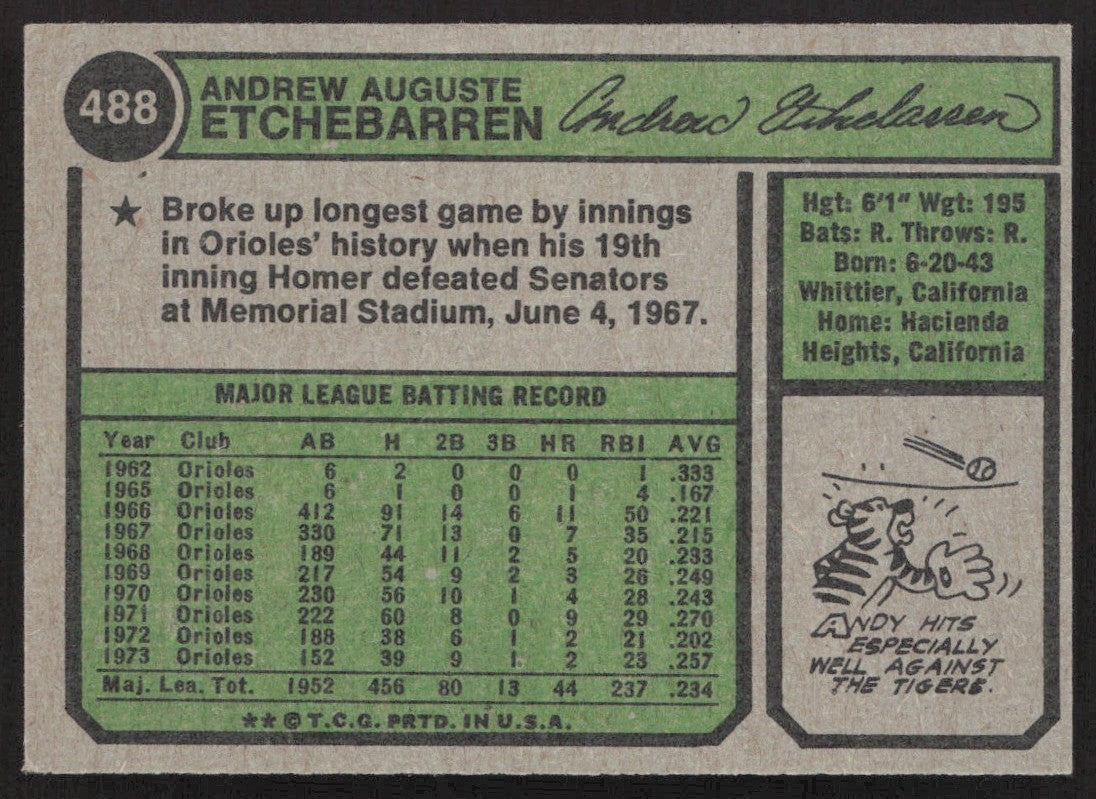 488
ANDREW AUGUSTE
ETCHEBARREN
Andrew Etchebarren
★ Broke up longest game by innings
in Orioles' history when his 19th
inning Homer defeated Senators
at Memorial Stadium, June 4, 1967.
Hgt: 6'1" Wgt: 195
Bats: R. Throws: R.
Born: 6-20-43
Whittier, California
Home: Hacienda
Heights, California
MAJOR LEAGUE BATTING RECORD
Year Club AB H 2B 3B HR RBI AVG
1962 Orioles 6 2 0 0 0 1 .333
1965 Orioles 6 1 0 0 1 4 .167
1966 Orioles 412 91 14 6 11 50 .221
1967 Orioles 330 71 13 0 7 35 .215
1968 Orioles 189 44 11 2 5 20 .233
1969 Orioles 217 54 9 2 3 26 .249
1970 Orioles 230 56 10 1 4 28 .243
1971 Orioles 222 60 8 0 9 29 .270
1972 Orioles 188 38 6 1 2 21 .202
1973 Orioles 152 39 9 1 2 23 .257
Maj. Lea. Tot. 1952 456 80 13 44 237 .234
** © T.C.G. PRTD. IN U.S.A.
ANDY HITS
ESPECIALLY
WELL AGAINST
THE TIGERS.